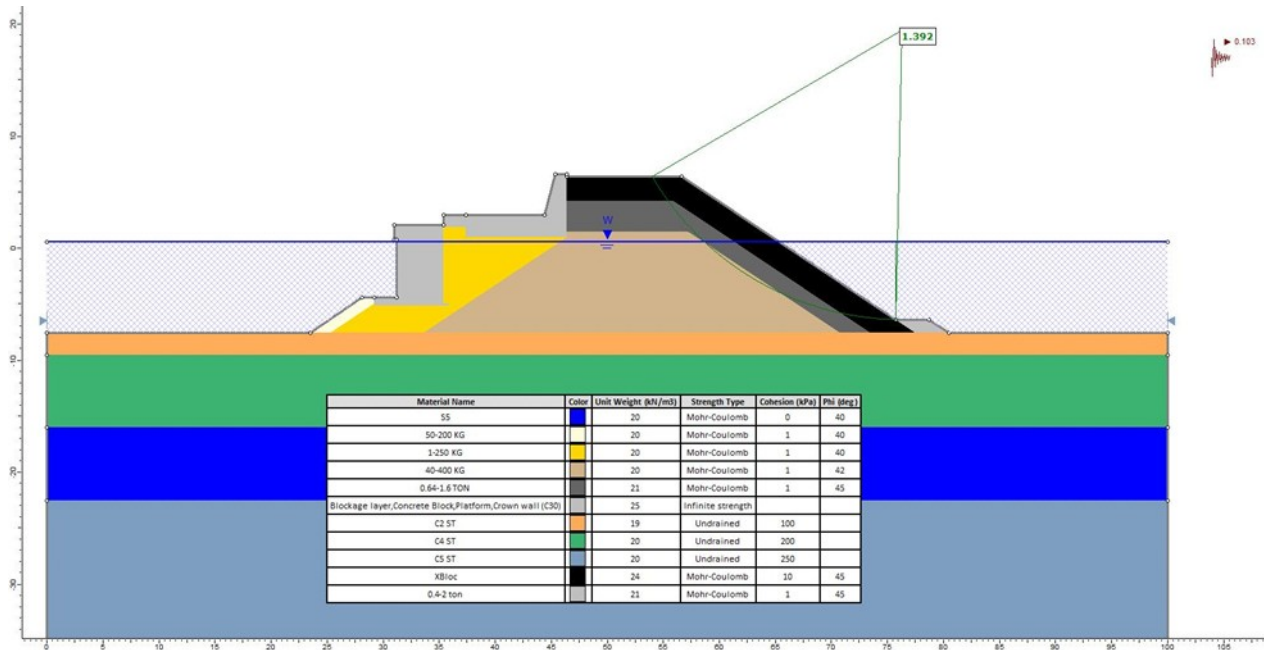 20
1.392
0.103
10
W
0
-10
Material Name Color Unit Weight (kN/m3) Strength Type Cohesion (kPa) Phi (deg)
S5 20 Mohr-Coulomb 0 40
50-200 KG 20 Mohr-Coulomb 1 40
1-250 KG 20 Mohr-Coulomb 1 40
40-400 KG 20 Mohr-Coulomb 1 42
0.64-1.6 TON 21 Mohr-Coulomb 1 45
Blockage layer,Concrete Block,Platform,Crown wall (C30) 25 Infinite strength
C2 ST 19 Undrained 100
C4 ST 20 Undrained 200
C5 ST 20 Undrained 250
XBloc 24 Mohr-Coulomb 10 45
0.4-2 ton 21 Mohr-Coulomb 1 45
-20
-30
0 5 10 15 20 25 30 35 40 45 50 55 60 65 70 75 80 85 90 95 100 105